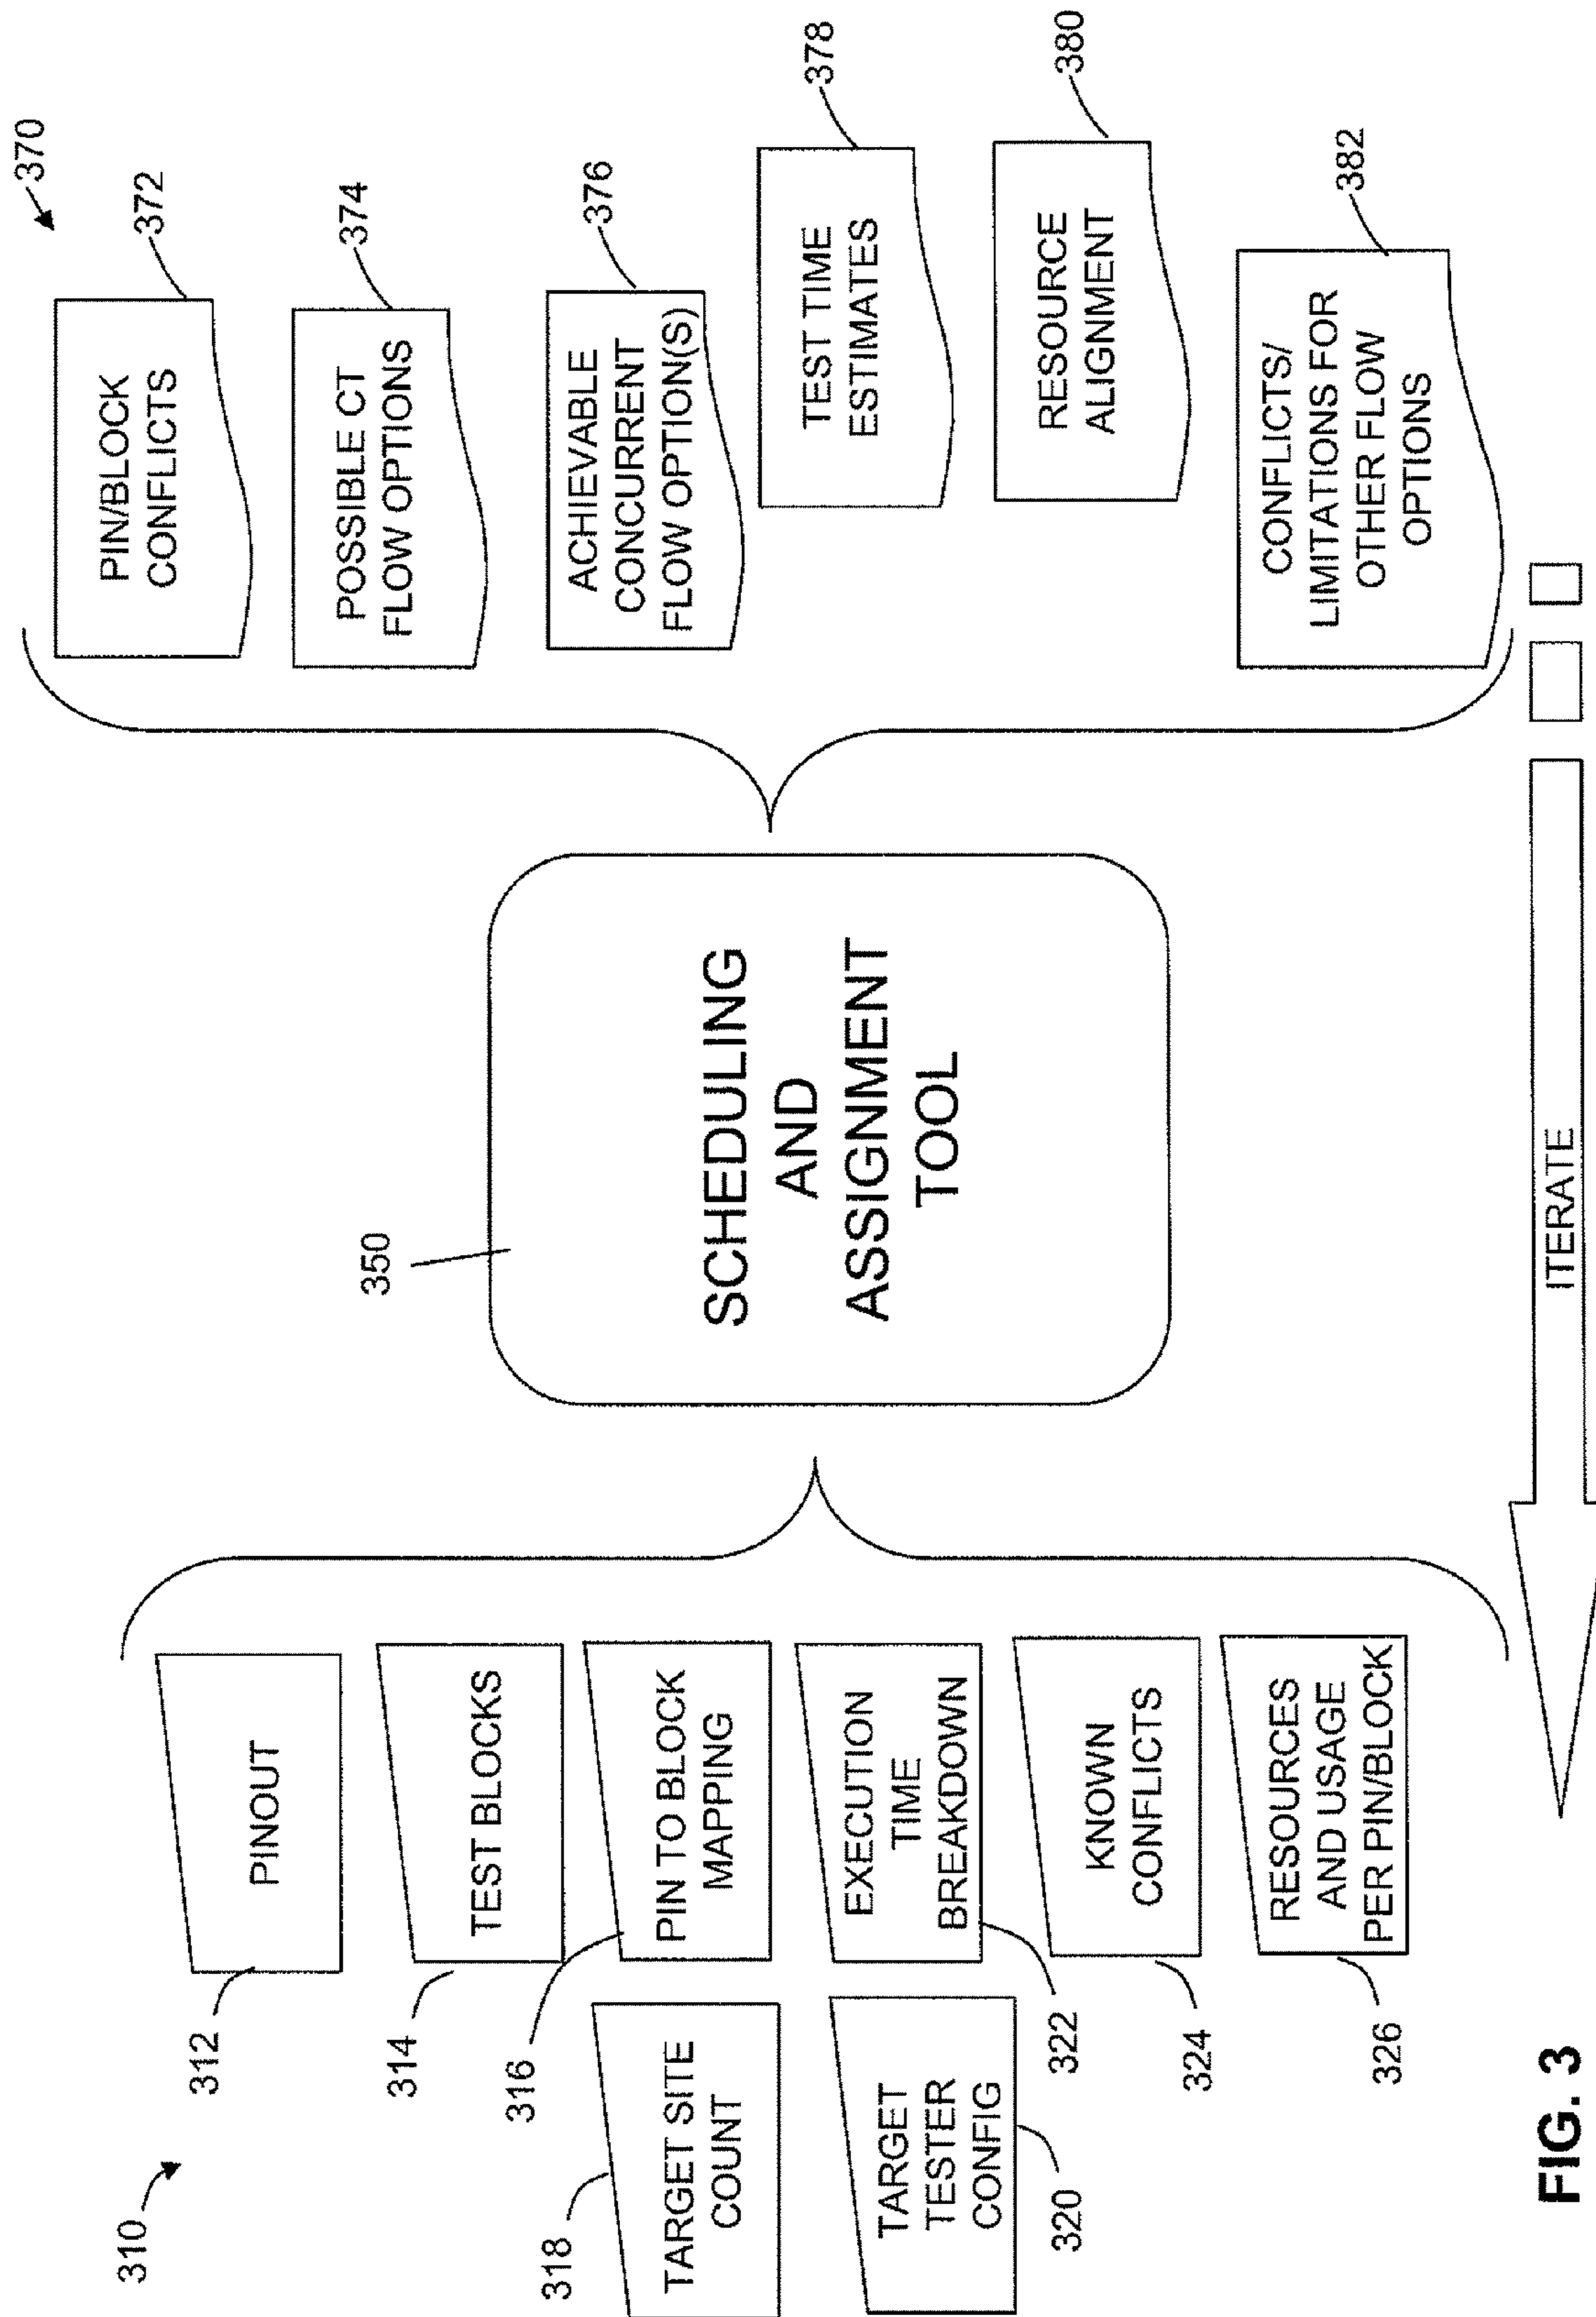 310
312
PINOUT
314
TEST BLOCKS
316
PIN TO BLOCK
MAPPING
318
TARGET SITE
COUNT
320
TARGET
TESTER
CONFIG
322
EXECUTION
TIME
BREAKDOWN
324
KNOWN
CONFLICTS
326
RESOURCES
AND USAGE
PER PIN/BLOCK
350
SCHEDULING
AND
ASSIGNMENT
TOOL
370
372
PIN/BLOCK
CONFLICTS
374
POSSIBLE CT
FLOW OPTIONS
376
ACHIEVABLE
CONCURRENT
FLOW OPTION(S)
378
TEST TIME
ESTIMATES
380
RESOURCE
ALIGNMENT
382
CONFLICTS/
LIMITATIONS FOR
OTHER FLOW
OPTIONS
ITERATE
FIG. 3